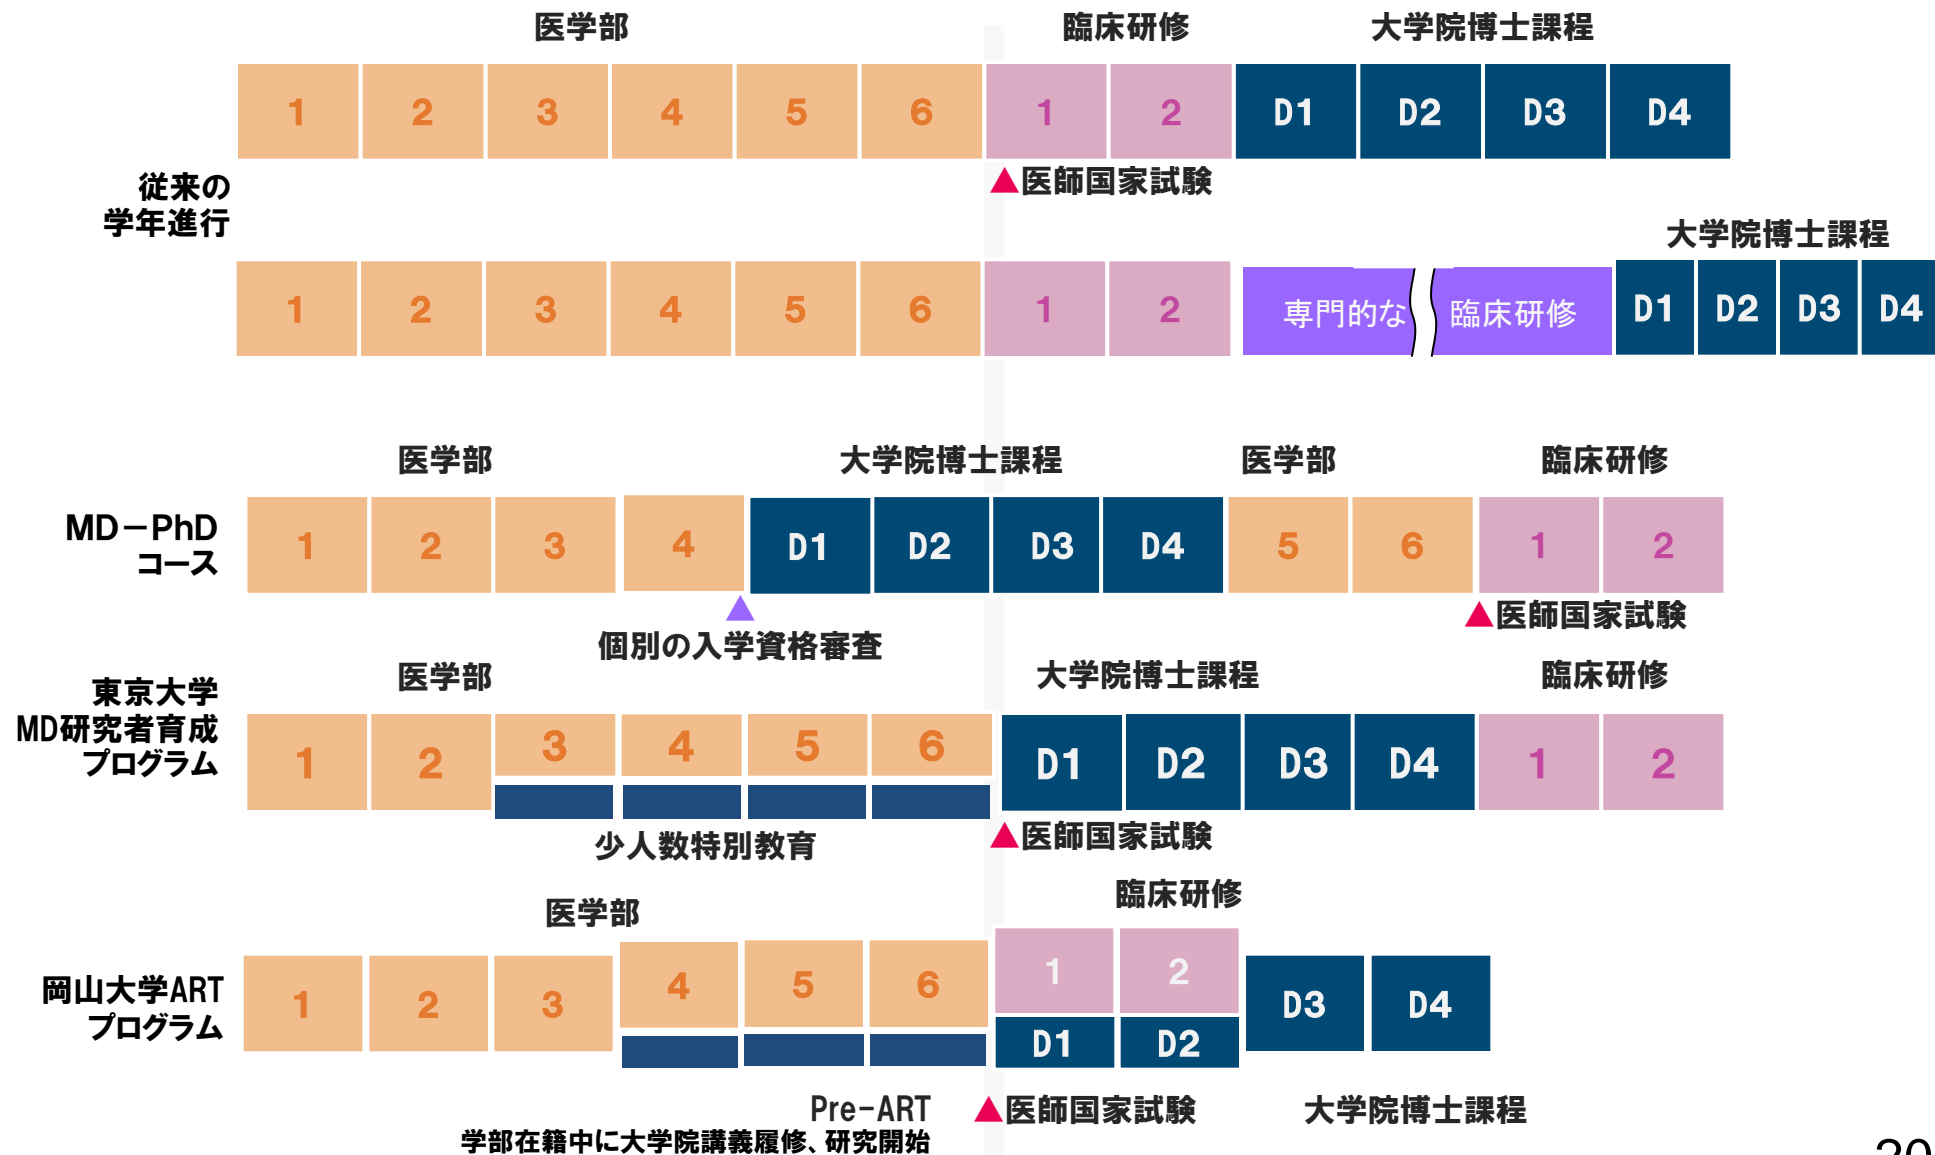 医学部 臨床研修 大学院博士課程
1 2 3 4 5 6 1 2 D1 D2 D3 D4
▲医師国家試験
従来の
学年進行
大学院博士課程
1 2 3 4 5 6 1 2 専門的な 臨床研修 D1 D2 D3 D4
医学部 大学院博士課程 医学部 臨床研修
MD－PhD
コース
1 2 3 4 D1 D2 D3 D4 5 6 1 2
▲医師国家試験
個別の入学資格審査
医学部 大学院博士課程 臨床研修
東京大学
MD研究者育成
プログラム
1 2 3 4 5 6 D1 D2 D3 D4 1 2
少人数特別教育
▲医師国家試験
医学部 臨床研修
岡山大学ART
プログラム
1 2 3 4 5 6 1 2 D3 D4
D1 D2
Pre-ART ▲医師国家試験 大学院博士課程
学部在籍中に大学院講義履修、研究開始